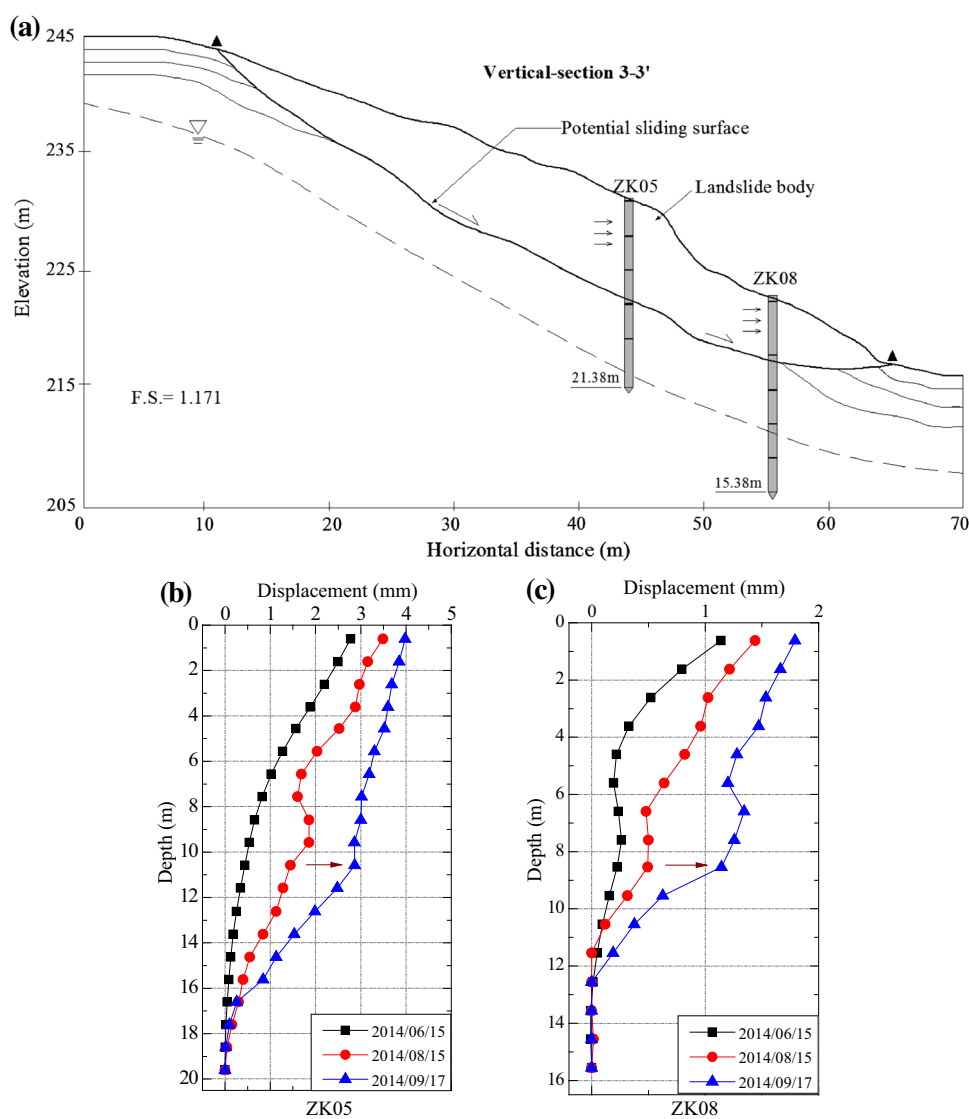 (a)
245
235
225
215
205
Elevation (m)
Vertical-section 3-3'
Potential sliding surface
ZK05
Landslide body
ZK08
21.38m
15.38m
F.S.= 1.171
0 10 20 30 40 50 60 70
Horizontal distance (m)
(b)
Displacement (mm)
0 1 2 3 4 5
0
2
4
6
8
10
12
14
16
18
20
Depth (m)
2014/06/15
2014/08/15
2014/09/17
ZK05
(c)
Displacement (mm)
0 1 2
0
2
4
6
8
10
12
14
16
Depth (m)
2014/06/15
2014/08/15
2014/09/17
ZK08